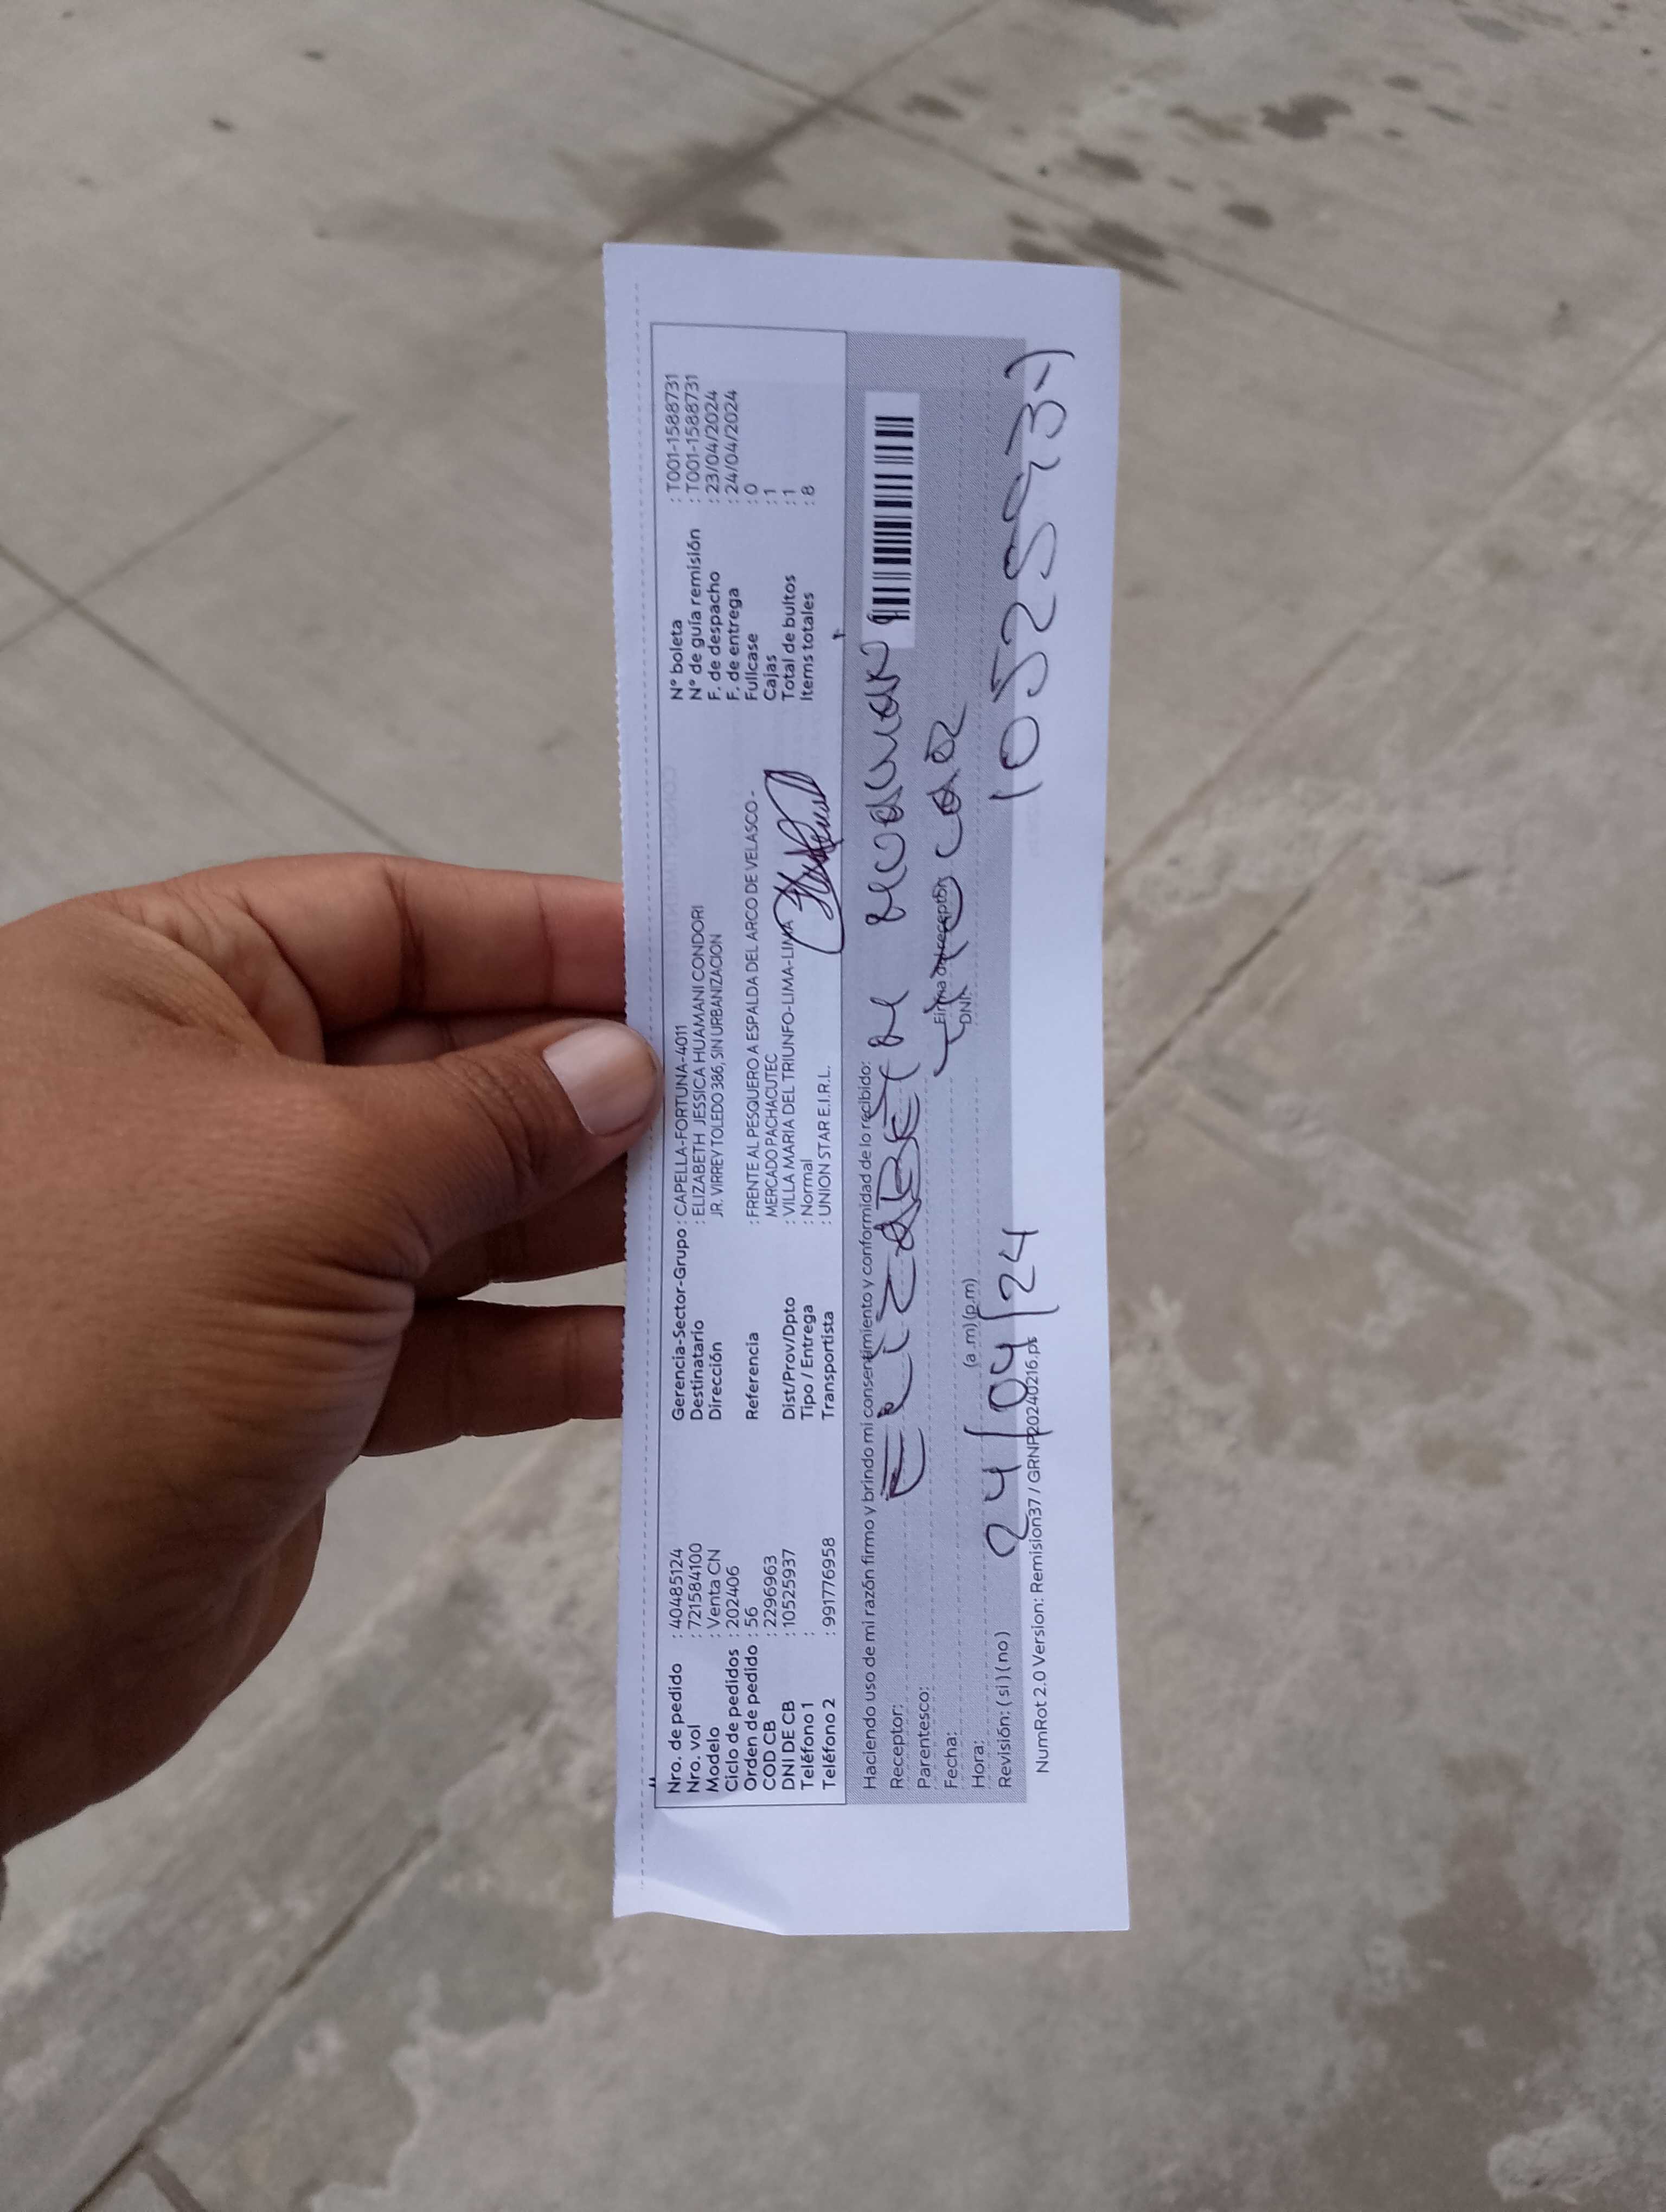 Nro. de pedido : 40485124
Nro. vol : 721584100
Modelo : Venta CN
Ciclo de pedidos : 202406
Orden de pedido : 56
COD CB : 2296963
DNI DE CB : 10525937
Teléfono 1 :
Teléfono 2 : 991776958
Gerencia-Sector-Grupo : CAPELLA-FORTUNA-4011
Destinatario : ELIZABETH JESSICA HUAMANI CONDORI
Dirección JR. VIRREY TOLEDO 386, SIN URBANIZACION
Referencia : FRENTE AL PESQUERO A ESPALDA DEL ARCO DE VELASCO -
MERCADO PACHACUTEC
Dist/Prov/Dpto : VILLA MARIA DEL TRIUNFO-LIMA-LIMA
Tipo / Entrega : Normal
Transportista : UNION STAR E.I.R.L.
N° boleta : T001-1588731
N° de guía remisión : T001-1588731
F. de despacho : 23/04/2024
F. de entrega : 24/04/2024
Fullcase : 0
Cajas : 1
Total de bultos : 1
Items totales : 8
Haciendo uso de mi razón firmo y brindo mi consentimiento y conformidad de lo recibido:
Receptor:
Parentesco:
Firma del receptor
Fecha:
DNI:
Hora: (a.m)(p.m)
24/04/24
Revisión: (si) (no)
NumRot 2.0 Version: Remision37 / GRNP20240216.ps